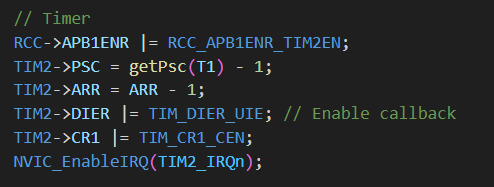 // Timer
RCC->APB1ENR |= RCC_APB1ENR_TIM2EN;
TIM2->PSC = getPsc(T1) - 1;
TIM2->ARR = ARR - 1;
TIM2->DIER |= TIM_DIER_UIE; // Enable callback
TIM2->CR1 |= TIM_CR1_CEN;
NVIC_EnableIRQ(TIM2_IRQn);